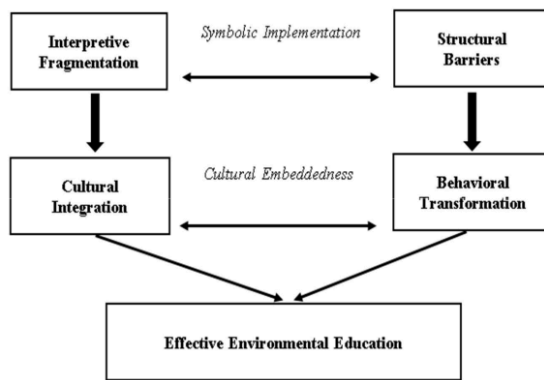 Interpretive
Fragmentation
Symbolic Implementation
Structural
Barriers
Cultural
Integration
Cultural Embeddedness
Behavioral
Transformation
Effective Environmental Education